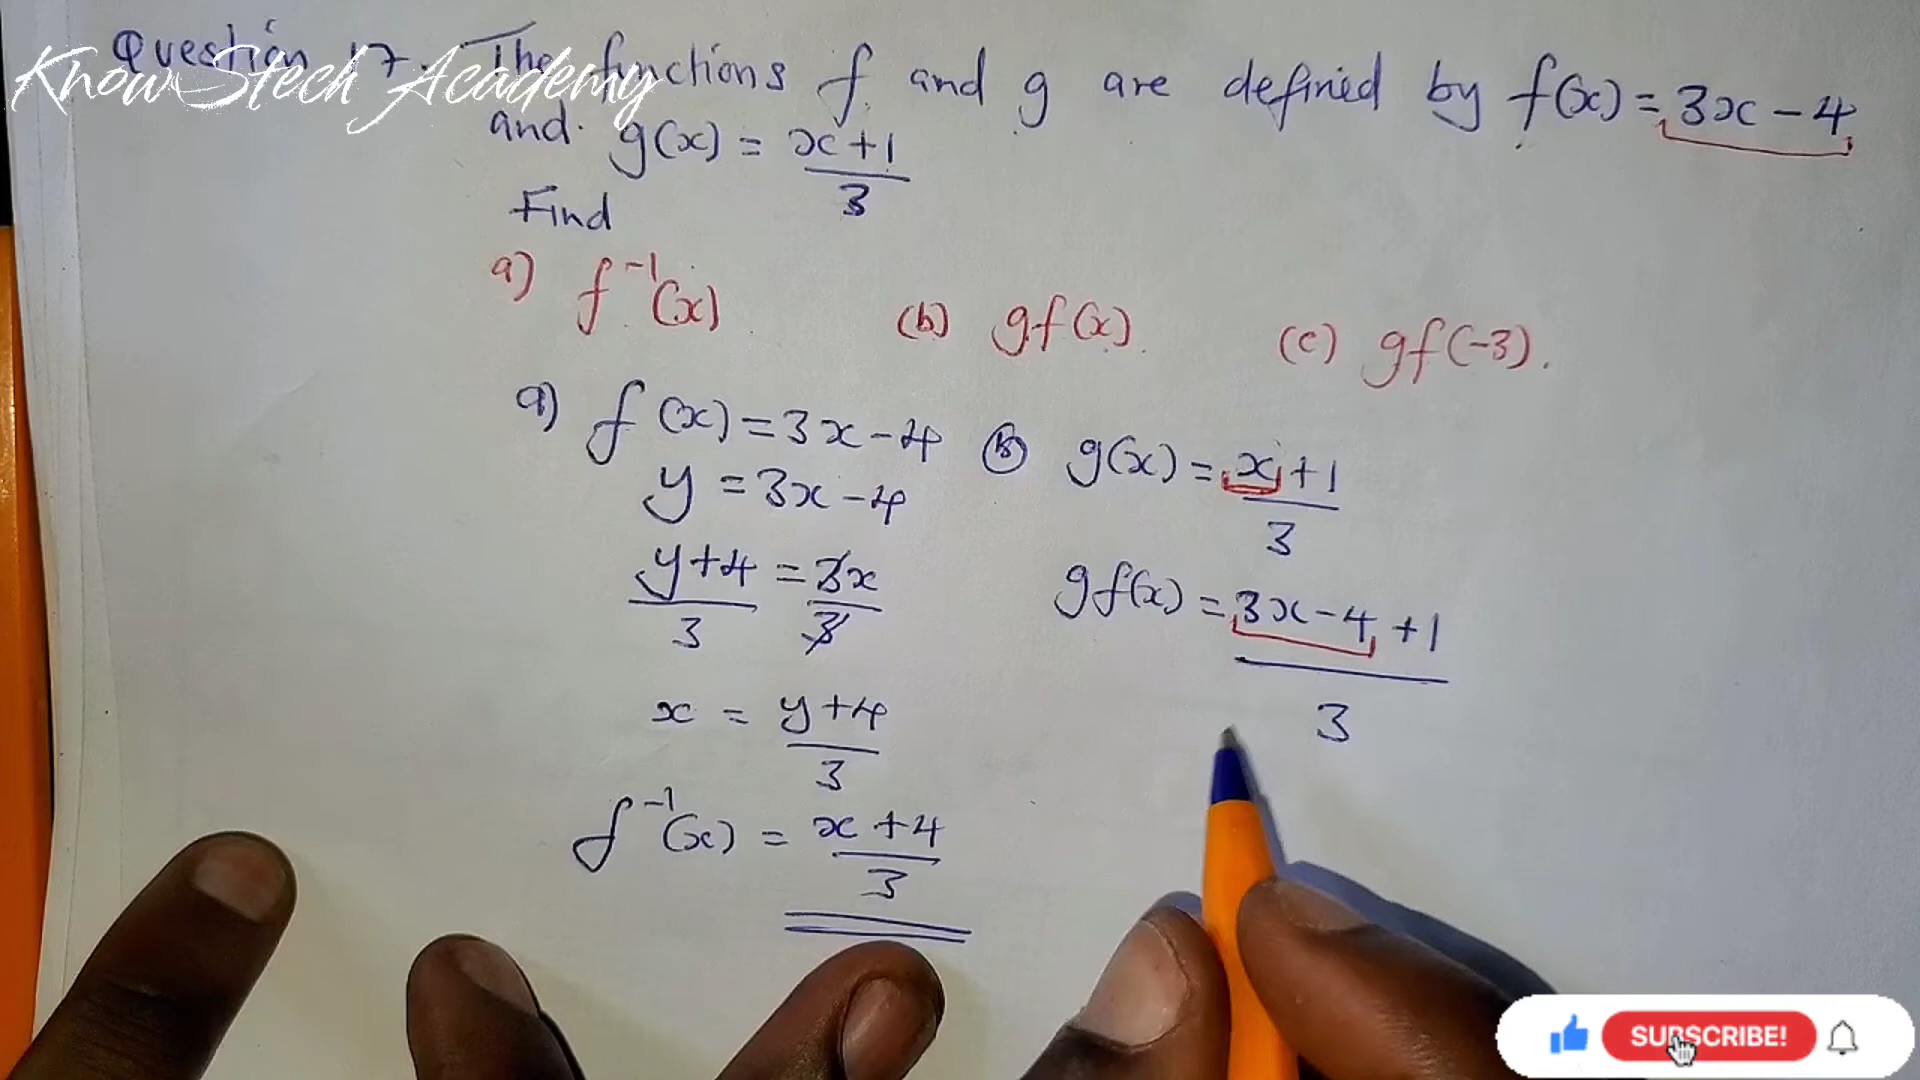 Question 17. The functions f and g are defined by f(x) = 3x - 4
KnowStech Academy
and g(x) = x+1/3
Find
a) f⁻¹(x) (b) gf(x). (c) gf(-3).
a) f(x) = 3x - 4
y = 3x - 4
y+4/3 = 3x/3
x = y+4/3
f⁻¹(x) = x+4/3
(b) g(x) = x+1/3
gf(x) = 3x-4+1/3
SUBSCRIBE!